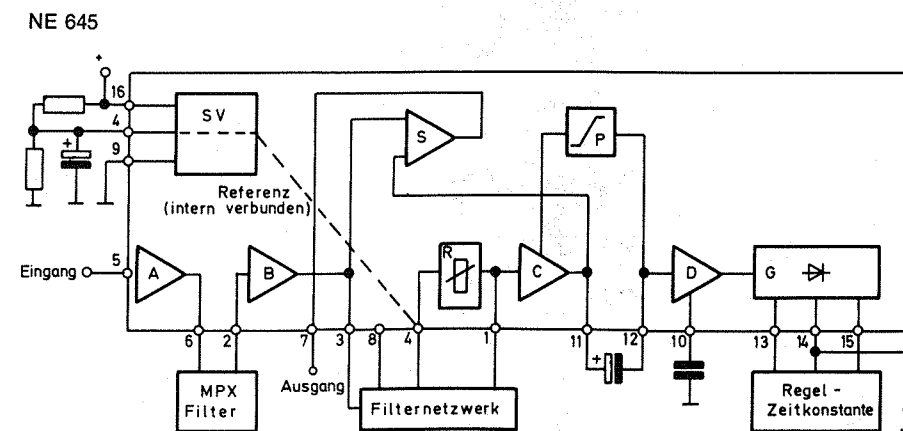 NE 645
+
16
SV
4
+
9
S
P
Referenz
(intern verbunden)
R
Eingang
5
A
B
C
D
G
6
2
7
3
8
4
1
11
12
10
13
14
15
+
Ausgang
MPX
Filter
Filternetzwerk
Regel -
Zeitkonstante